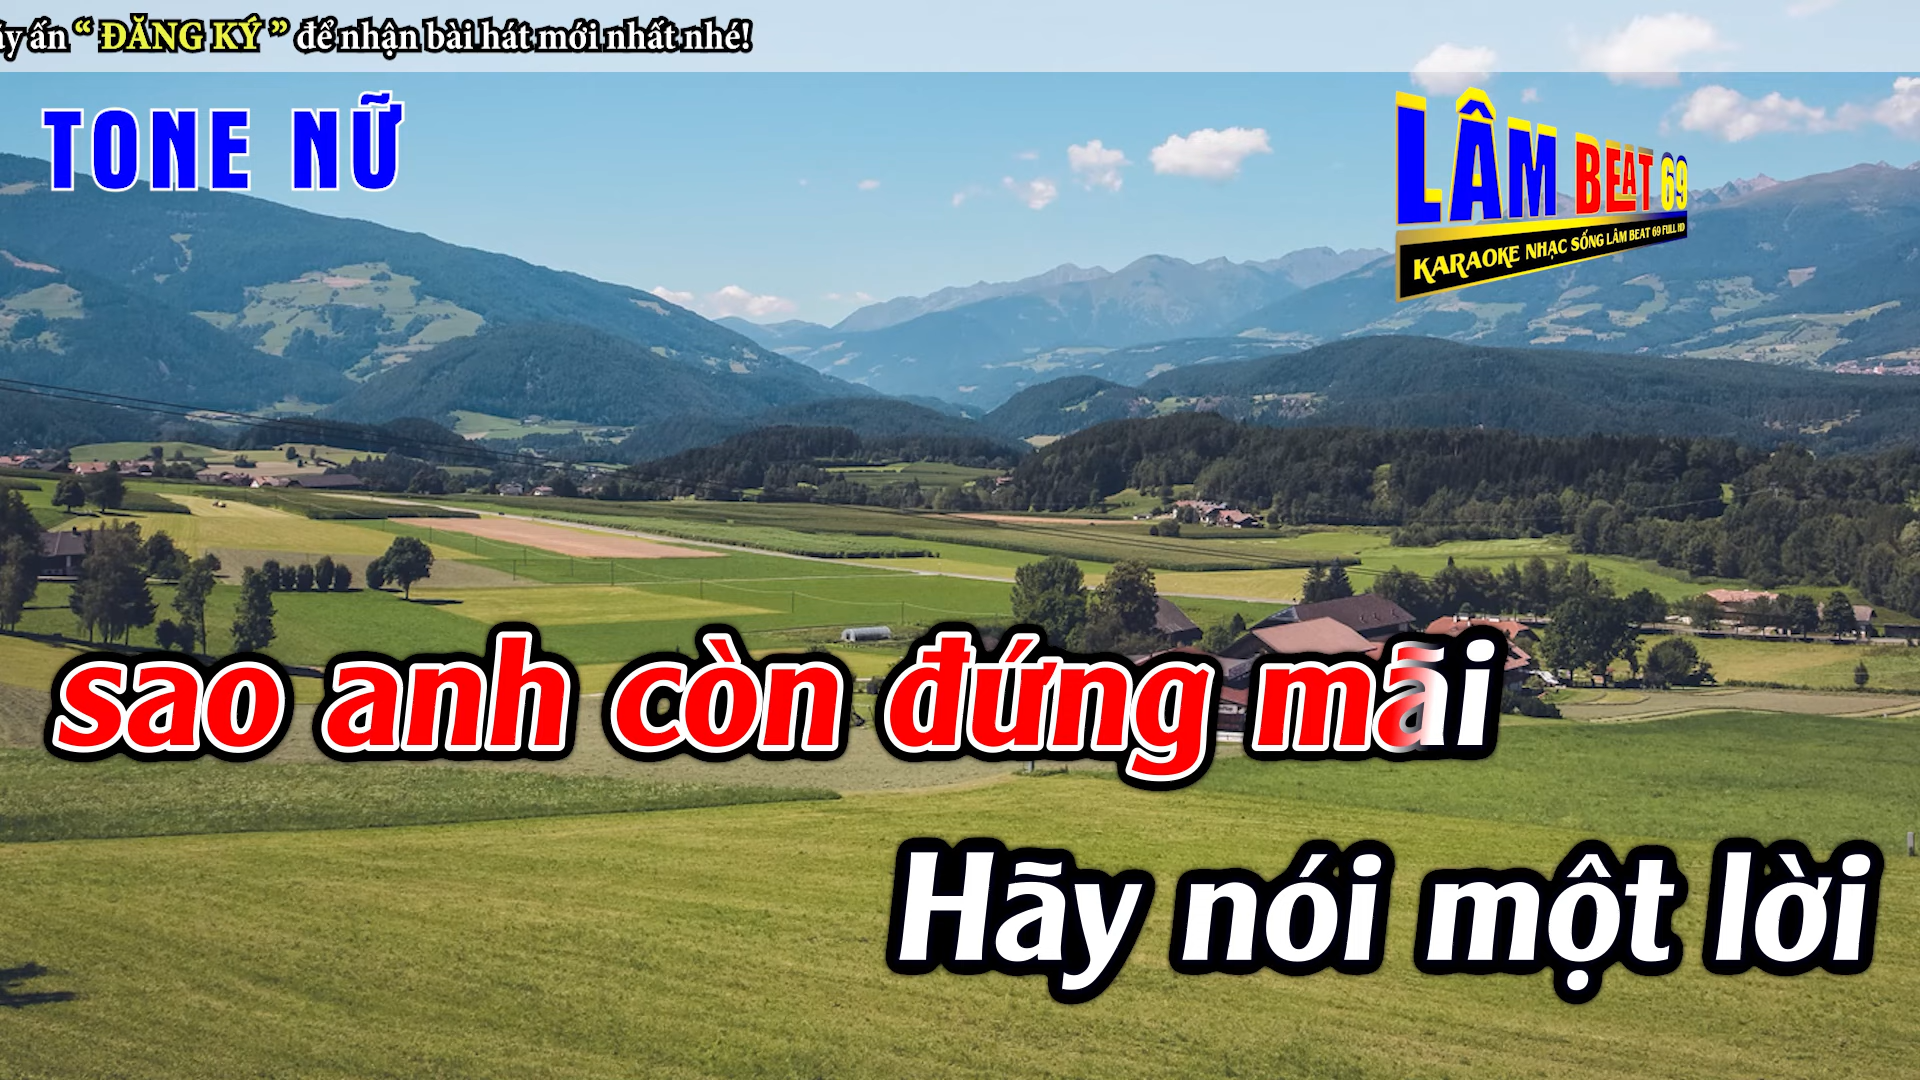 ấn “ ĐĂNG KÝ ” để nhận bài hát mới nhất nhé!
TONE NỮ
LÂM BEAT 69
KARAOKE NHẠC SỐNG LÂM BEAT 69 FULL HD
sao anh còn đứng mãi
Hãy nói một lời